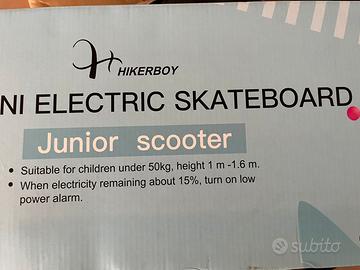 HIKERBOY
NI ELECTRIC SKATEBOARD
Junior scooter
• Suitable for children under 50kg, height 1 m -1.6 m.
• When electricity remaining about 15%, turn on low
power alarm.
subito